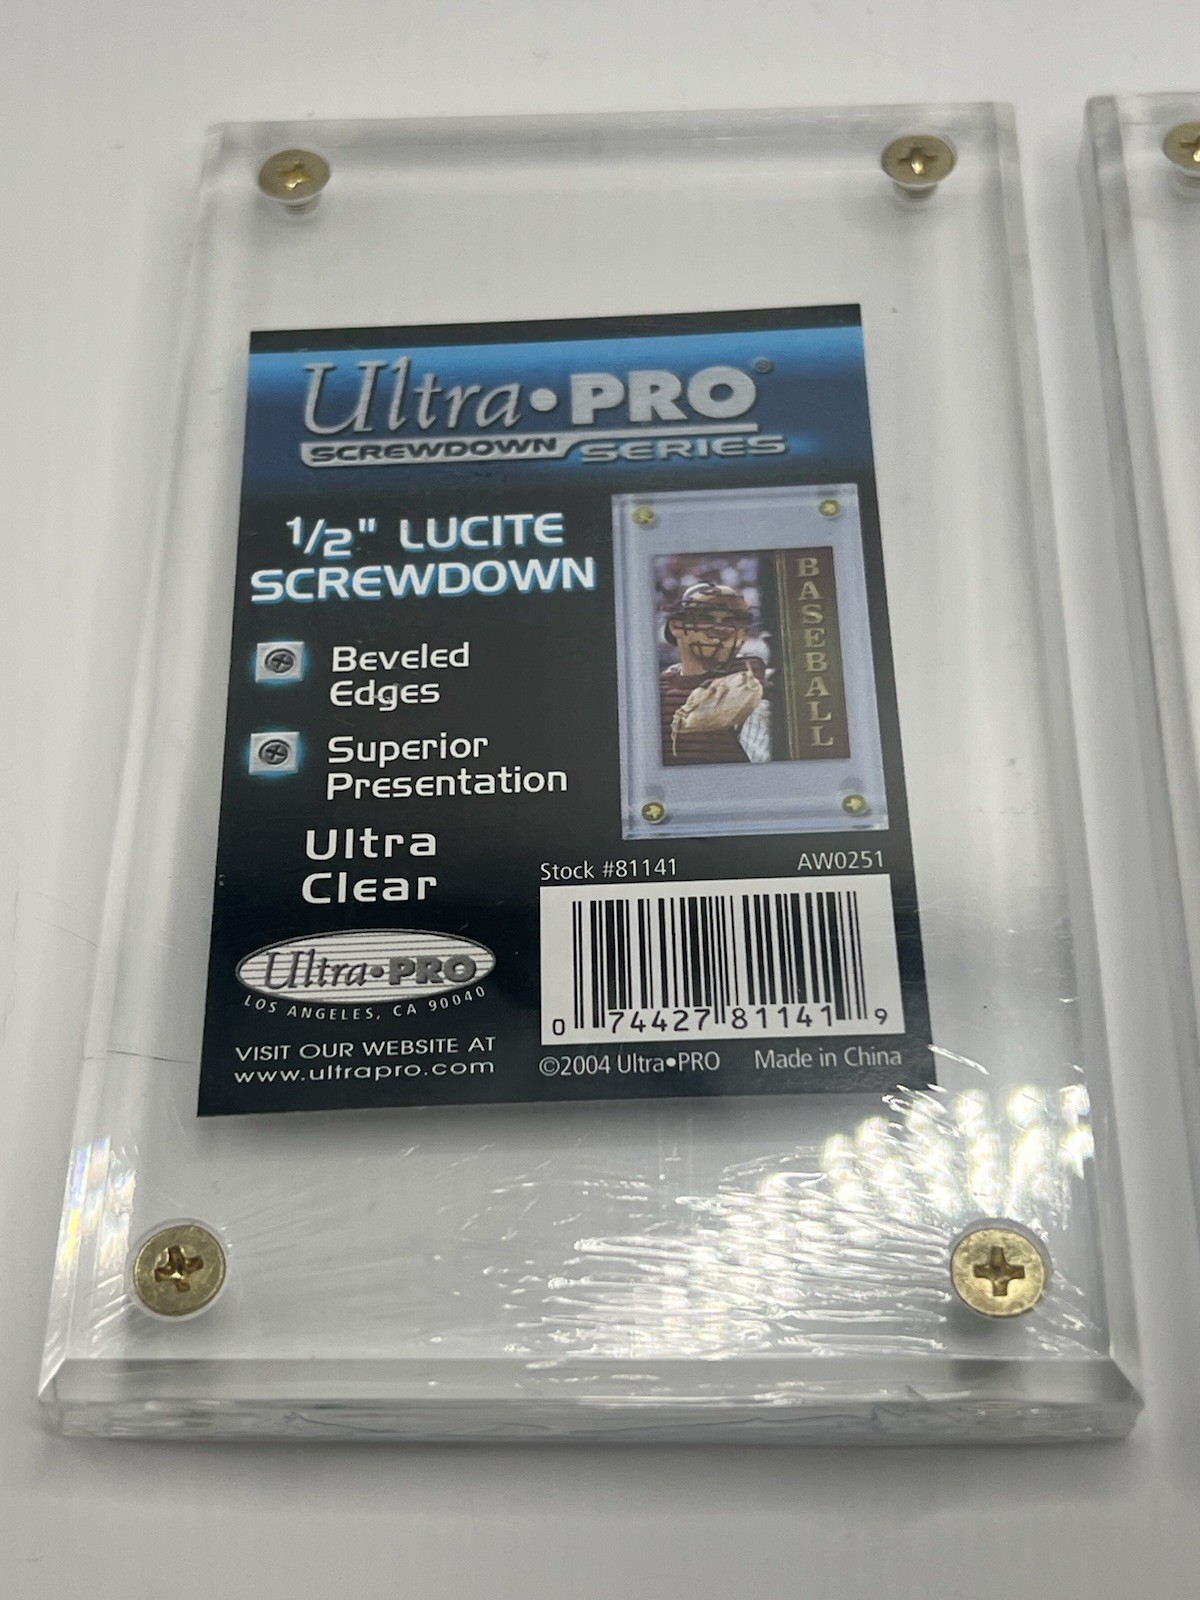 Ultra•PRO®
SCREWDOWN SERIES
1/2" LUCITE
SCREWDOWN
Beveled
Edges
Superior
Presentation
Ultra
Clear
BASEBALL
Stock #81141 AW0251
0 74427 81141 9
Ultra•PRO
LOS ANGELES, CA 90040
VISIT OUR WEBSITE AT
www.ultrapro.com
©2004 Ultra•PRO Made in China